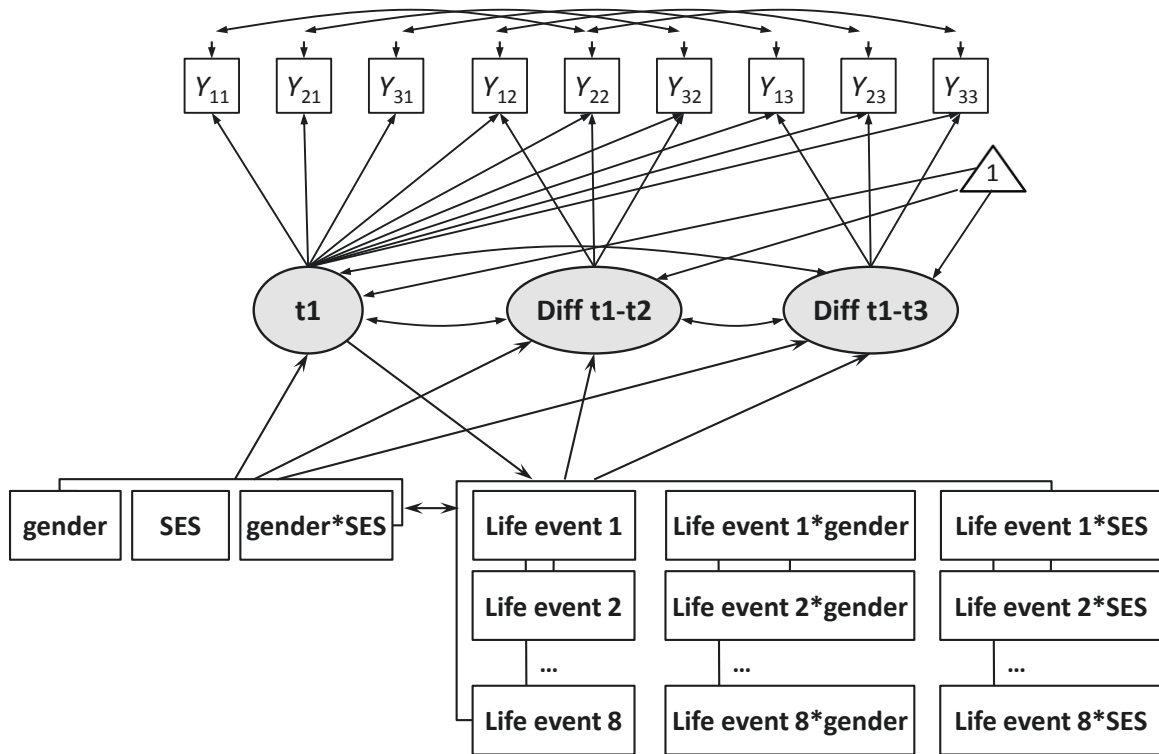 Y11 Y21 Y31 Y12 Y22 Y32 Y13 Y23 Y33
1
t1 Diff t1-t2 Diff t1-t3
gender SES gender*SES Life event 1 Life event 1*gender Life event 1*SES
Life event 2 Life event 2*gender Life event 2*SES
... ... ...
Life event 8 Life event 8*gender Life event 8*SES